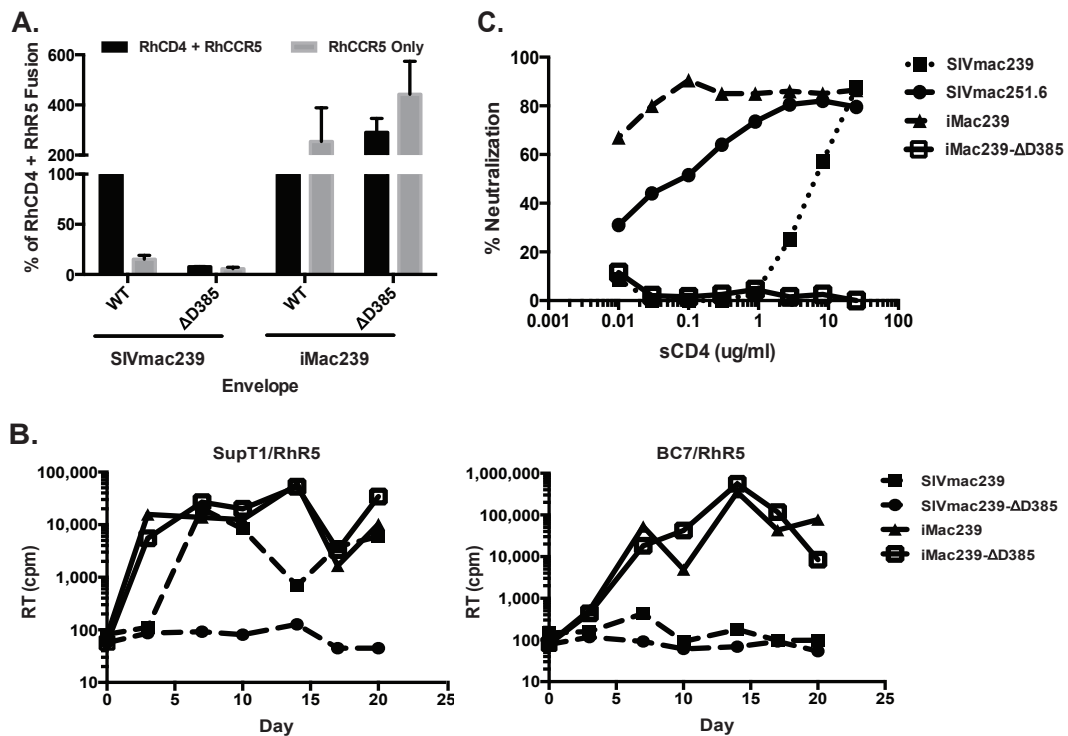 A.
RhCD4 + RhCCR5
RhCCR5 Only
% of RhCD4 + RhR5 Fusion
600
400
200
100
50
0
WT
ΔD385
WT
ΔD385
SIVmac239
iMac239
Envelope
C.
% Neutralization
100
80
60
40
20
0
0.001
0.01
0.1
1
10
100
sCD4 (ug/ml)
SIVmac239
SIVmac251.6
iMac239
iMac239-ΔD385
B.
SupT1/RhR5
RT (cpm)
100,000
10,000
1,000
100
10
0
5
10
15
20
25
Day
BC7/RhR5
RT (cpm)
1,000,000
100,000
10,000
1,000
100
10
0
5
10
15
20
25
Day
SIVmac239
SIVmac239-ΔD385
iMac239
iMac239-ΔD385